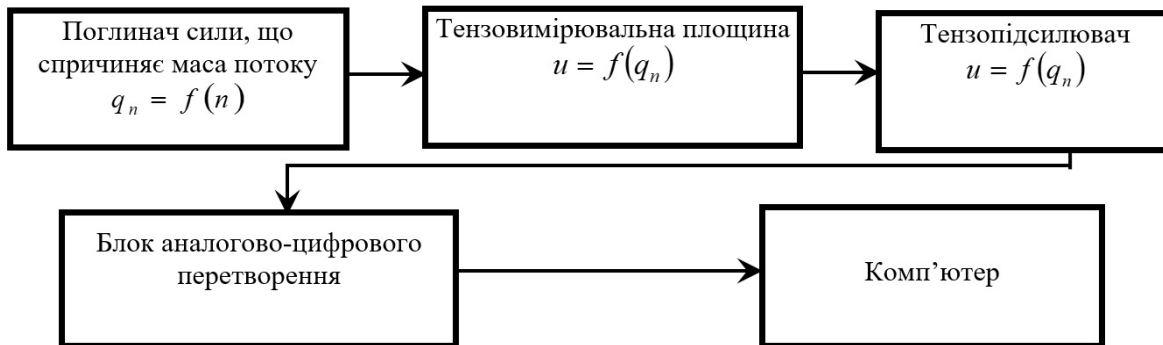 Поглинач сили, що
спричиняє маса потоку
q_n = f(n)
Тензовимірювальна площина
u = f(q_n)
Тензопідсилювач
u = f(q_n)
Блок аналогово-цифрового
перетворення
Комп’ютер